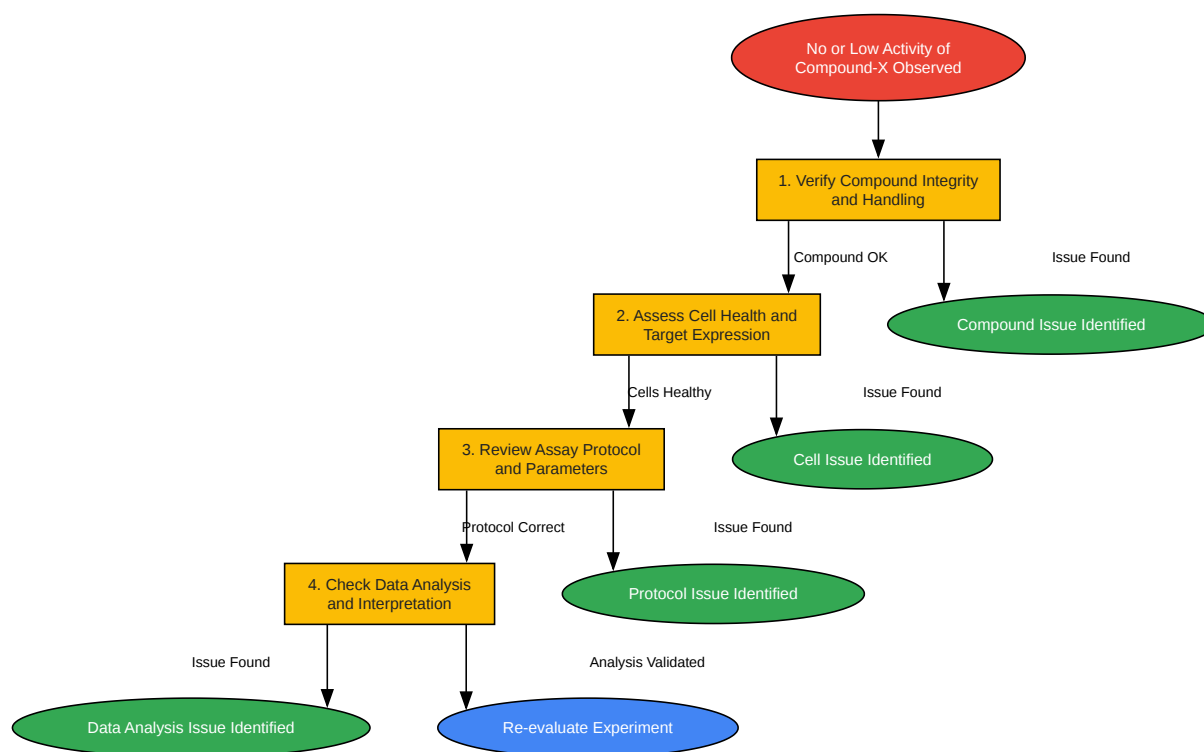 No or Low Activity of
Compound-X Observed
1. Verify Compound Integrity
and Handling
Compound OK
Issue Found
2. Assess Cell Health and
Target Expression
Compound Issue Identified
Cells Healthy
Issue Found
3. Review Assay Protocol
and Parameters
Cell Issue Identified
Protocol Correct
Issue Found
4. Check Data Analysis
and Interpretation
Protocol Issue Identified
Issue Found
Analysis Validated
Data Analysis Issue Identified
Re-evaluate Experiment